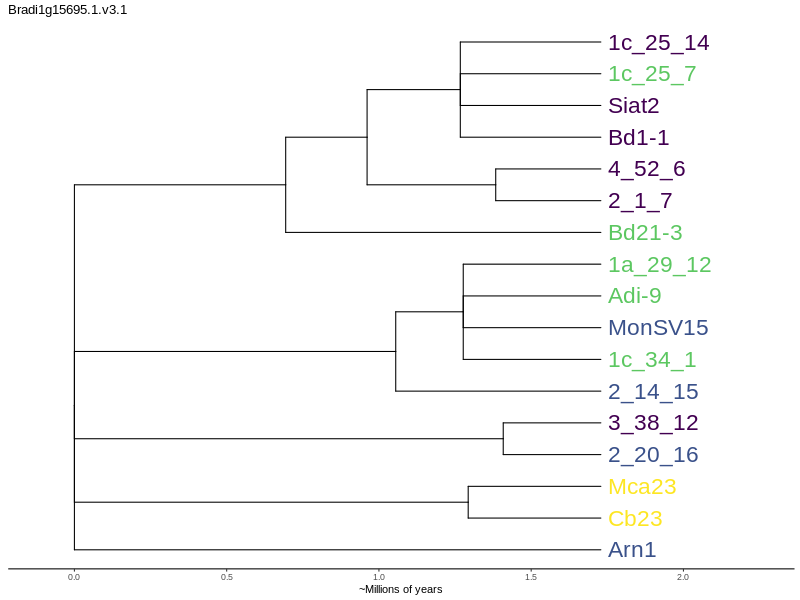 Bradi1g15695.1.v3.1
1c_25_14
1c_25_7
Siat2
Bd1-1
4_52_6
2_1_7
Bd21-3
1a_29_12
Adi-9
MonSV15
1c_34_1
2_14_15
3_38_12
2_20_16
Mca23
Cb23
Arn1
0.0 0.5 1.0 1.5 2.0
~Millions of years